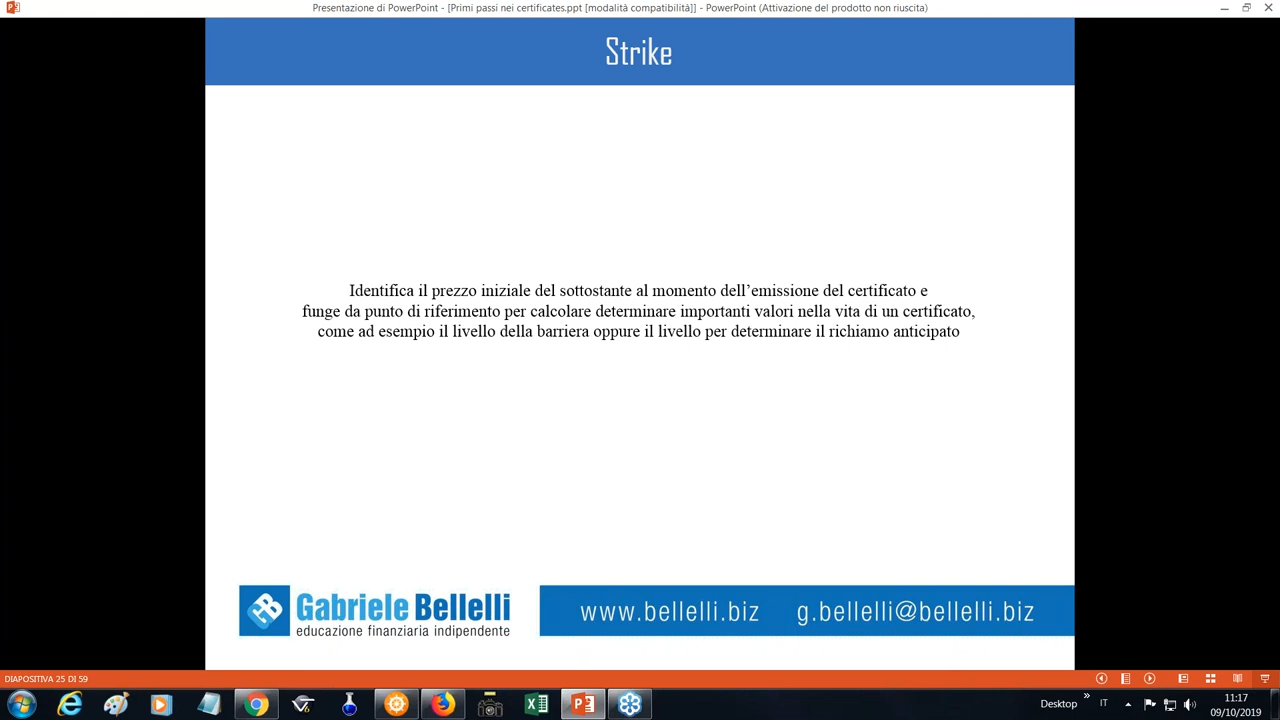 Presentazione di PowerPoint - [Primi passi nei certificates.ppt [modalità compatibilità]] - PowerPoint (Attivazione del prodotto non riuscita)
Strike
Identifica il prezzo iniziale del sottostante al momento dell’emissione del certificato e
funge da punto di riferimento per calcolare determinare importanti valori nella vita di un certificato,
come ad esempio il livello della barriera oppure il livello per determinare il richiamo anticipato
Gabriele Bellelli
educazione finanziaria indipendente
www.bellelli.biz g.bellelli@bellelli.biz
DIAPOSITIVA 25 DI 59
Desktop
IT
11:17
09/10/2019